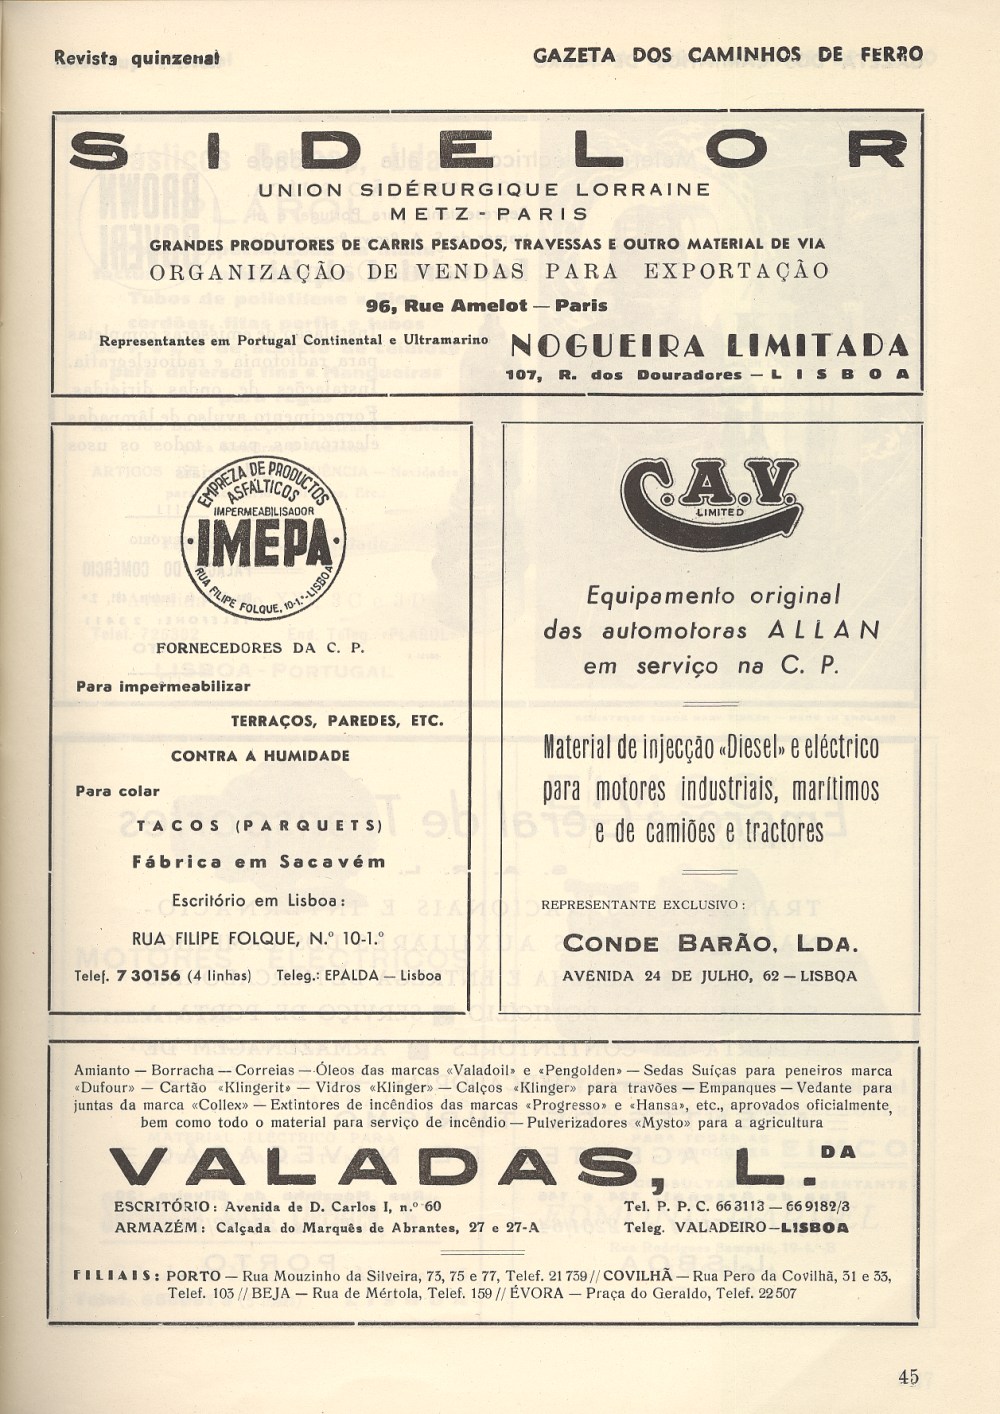 Revista quinzenal
GAZETA DOS CAMINHOS DE FERRO
SIDELOR
UNION SIDÉRURGIQUE LORRAINE
METZ - PARIS
GRANDES PRODUTORES DE CARRIS PESADOS, TRAVESSAS E OUTRO MATERIAL DE VIA
ORGANIZAÇÃO DE VENDAS PARA EXPORTAÇÃO
96, Rue Amelot — Paris
Representantes em Portugal Continental e Ultramarino
NOGUEIRA LIMITADA
107, R. dos Douradores — LISBOA
EMPREZA DE PRODUCTOS
ASFÁLTICOS
IMPERMEABILISADOR
·IMEPA·
RUA FILIPE FOLQUE, 10-1.º-LISBOA
FORNECEDORES DA C. P.
Para impermeabilizar
TERRAÇOS, PAREDES, ETC.
CONTRA A HUMIDADE
Para colar
TACOS (PARQUETS)
Fábrica em Sacavém
Escritório em Lisboa:
RUA FILIPE FOLQUE, N.º 10-1.º
Telef. 730156 (4 linhas) Teleg.: EPALDA — Lisboa
C.A.V.
LIMITED
Equipamento original
das automotoras ALLAN
em serviço na C. P.
Material de injecção «Diesel» e eléctrico
para motores industriais, marítimos
e de camiões e tractores
REPRESENTANTE EXCLUSIVO:
CONDE BARÃO, LDA.
AVENIDA 24 DE JULHO, 62 — LISBOA
Amianto — Borracha — Correias — Óleos das marcas «Valadoil» e «Pengolden» — Sedas Suíças para peneiros marca
«Dufour» — Cartão «Klingerit» — Vidros «Klinger» — Calços «Klinger» para travões — Empanques — Vedante para
juntas da marca «Collex» — Extintores de incêndios das marcas «Progresso» e «Hansa», etc., aprovados oficialmente,
bem como todo o material para serviço de incêndio — Pulverizadores «Mysto» para a agricultura
VALADAS, L.DA
ESCRITÓRIO: Avenida de D. Carlos I, n.º 60
Tel. P. P. C. 663113 — 669182/3
ARMAZÉM: Calçada do Marquês de Abrantes, 27 e 27-A
Teleg. VALADEIRO — LISBOA
FILIAIS: PORTO — Rua Mouzinho da Silveira, 73, 75 e 77, Telef. 21739 // COVILHÃ — Rua Pero da Covilhã, 31 e 33,
Telef. 103 // BEJA — Rua de Mértola, Telef. 159 // ÉVORA — Praça do Geraldo, Telef. 22507
45